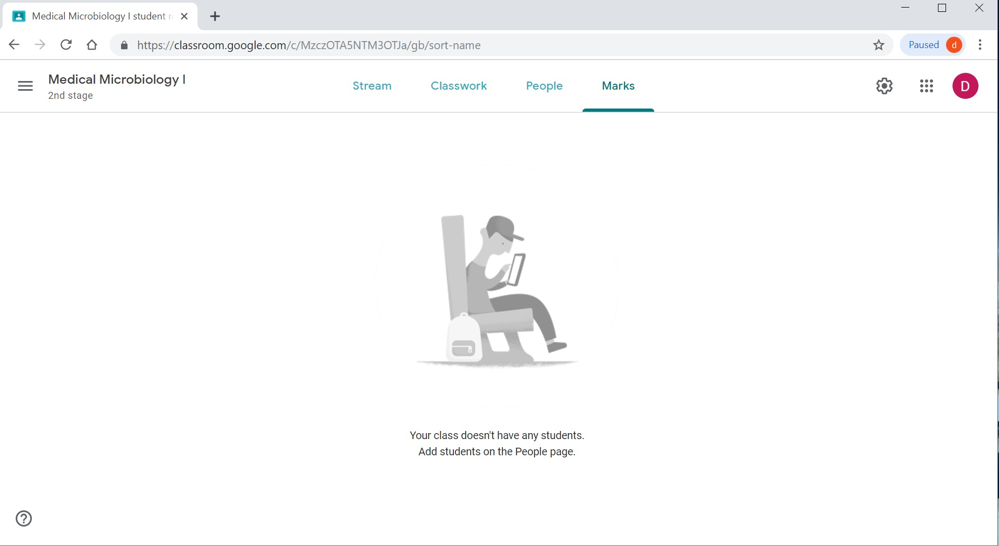 Medical Microbiology I student
https://classroom.google.com/c/MzczOTA5NTM3OTJa/gb/sort-name
Paused
d
Medical Microbiology I
2nd stage
Stream
Classwork
People
Marks
D
Your class doesn't have any students.
Add students on the People page.